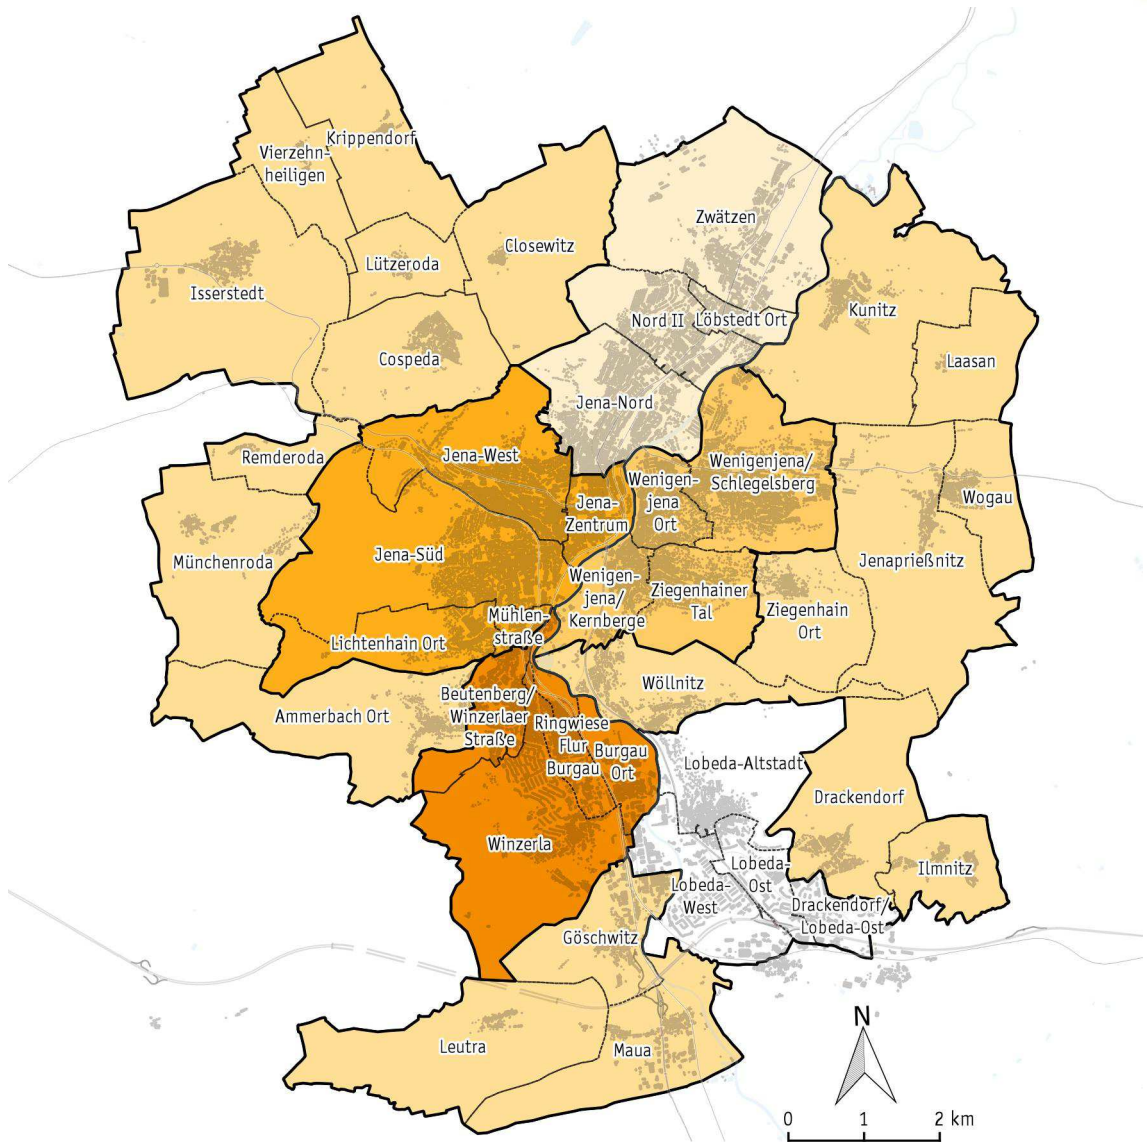 Krippendorf
Vierzehn-
heiligen
Zwätzen
Closewitz
Lützeroda
Isserstedt
Kunitz
Nord II
Löbstedt Ort
Cospeda
Laasan
Jena-Nord
Jena-West
Remderoda
Wenigenjena/
Schlegelsberg
Wenigen-
jena
Ort
Wogau
Jena-
Zentrum
Jena-Süd
Münchenroda
Jenaprießnitz
Wenigen-
jena/
Kernberge
Ziegenhainer
Tal
Ziegenhain
Ort
Mühlen-
straße
Lichtenhain Ort
Wöllnitz
Ammerbach Ort
Beutenberg/
Winzerlaer
Straße
Ringwiese
Flur
Burgau
Burgau
Ort
Lobeda-Altstadt
Drackendorf
Winzerla
Lobeda-
Ost
Ilmnitz
Lobeda-
West
Drackendorf/
Lobeda-Ost
Göschwitz
Leutra
Maua
N
0 1 2 km